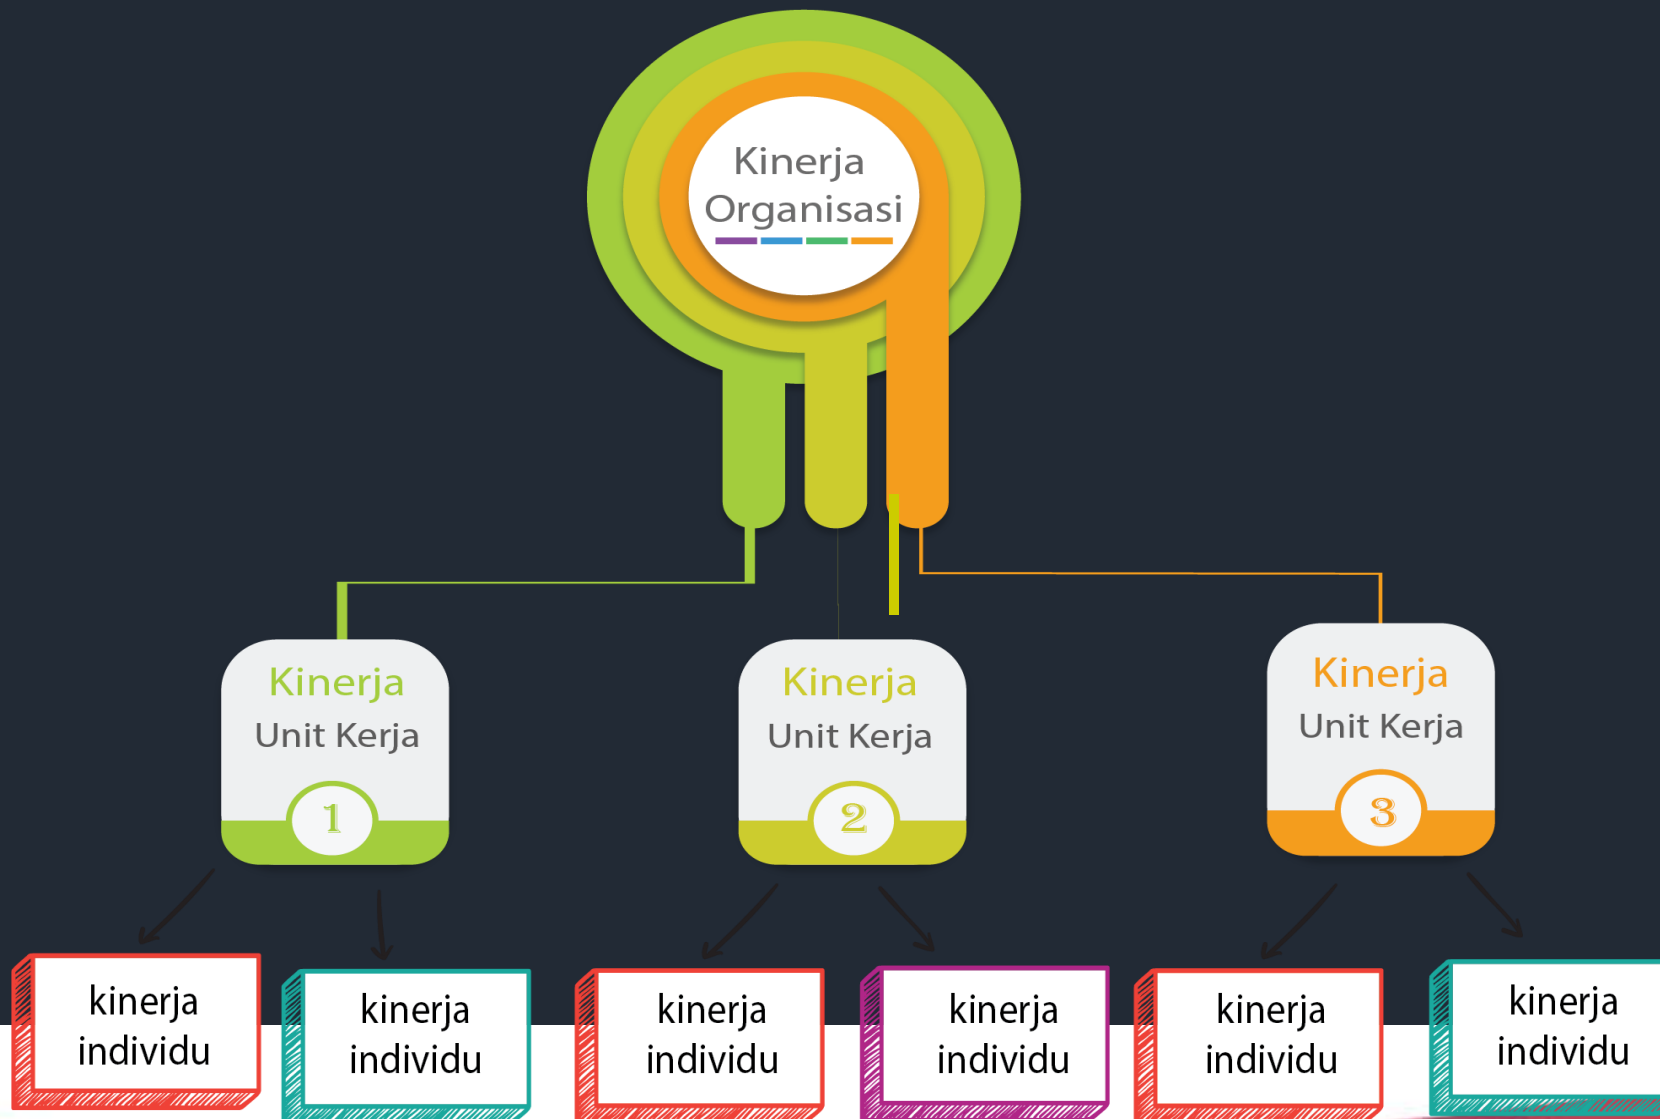 Kinerja
Organisasi
Kinerja
Unit Kerja
1
Kinerja
Unit Kerja
2
Kinerja
Unit Kerja
3
kinerja
individu
kinerja
individu
kinerja
individu
kinerja
individu
kinerja
individu
kinerja
individu